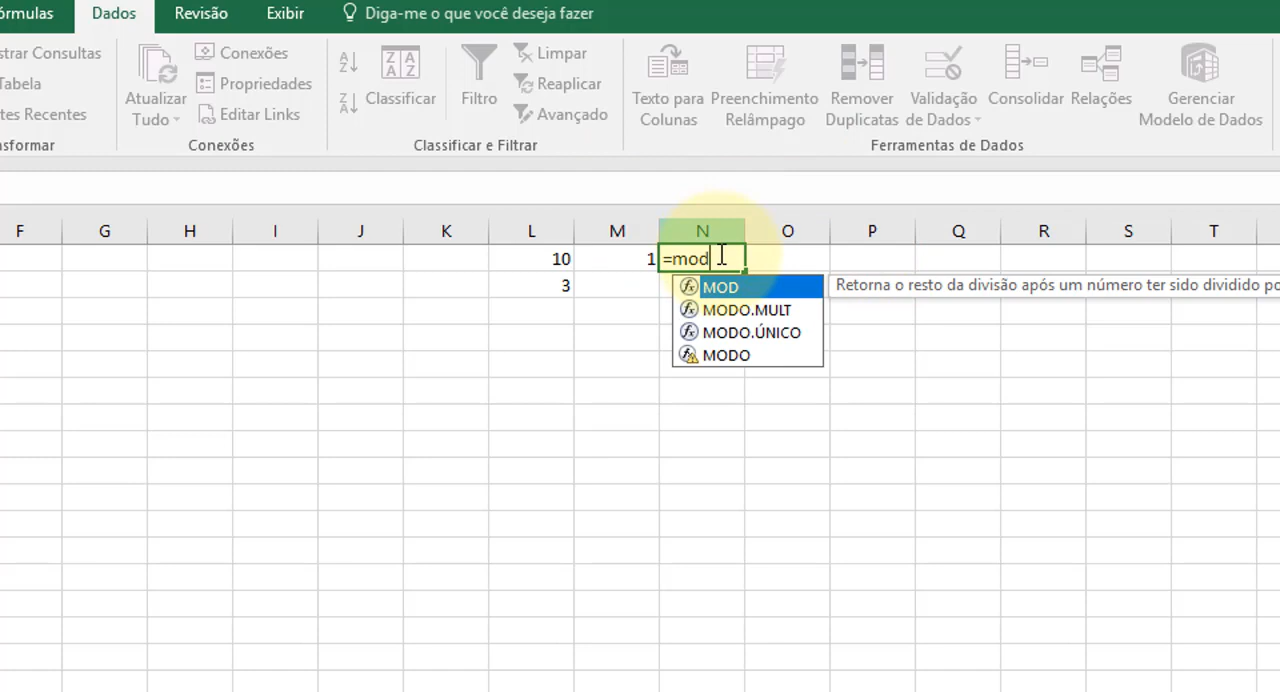 órmulas Dados Revisão Exibir Diga-me o que você deseja fazer
strar Consultas
Tabela
tes Recentes
sformar
Atualizar
Tudo
Conexões
Propriedades
Editar Links
Conexões
A
Z
Z
A
Z A
A Z
Classificar
Filtro
Limpar
Reaplicar
Avançado
Classificar e Filtrar
Texto para
Colunas
Preenchimento
Relâmpago
Remover
Duplicatas
Validação
de Dados
Consolidar
Relações
Gerenciar
Modelo de Dados
Ferramentas de Dados
F G H I J K L M N O P Q R S T
10 1 =mod
3
fx MOD Retorna o resto da divisão após um número ter sido dividido po
fx MODO.MULT
fx MODO.ÚNICO
MODO